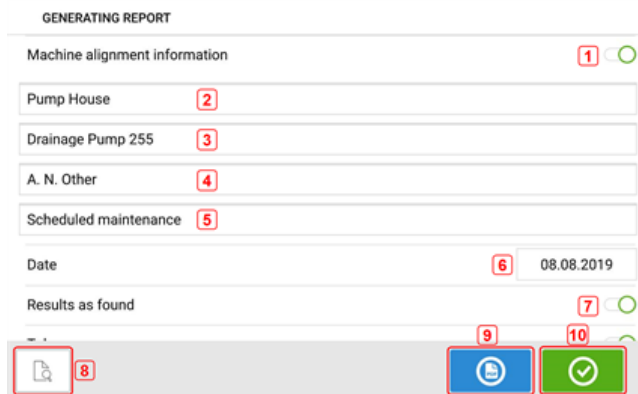 GENERATING REPORT
Machine alignment information 1
Pump House 2
Drainage Pump 255 3
A. N. Other 4
Scheduled maintenance 5
Date 6 08.08.2019
Results as found 7
9 10
8